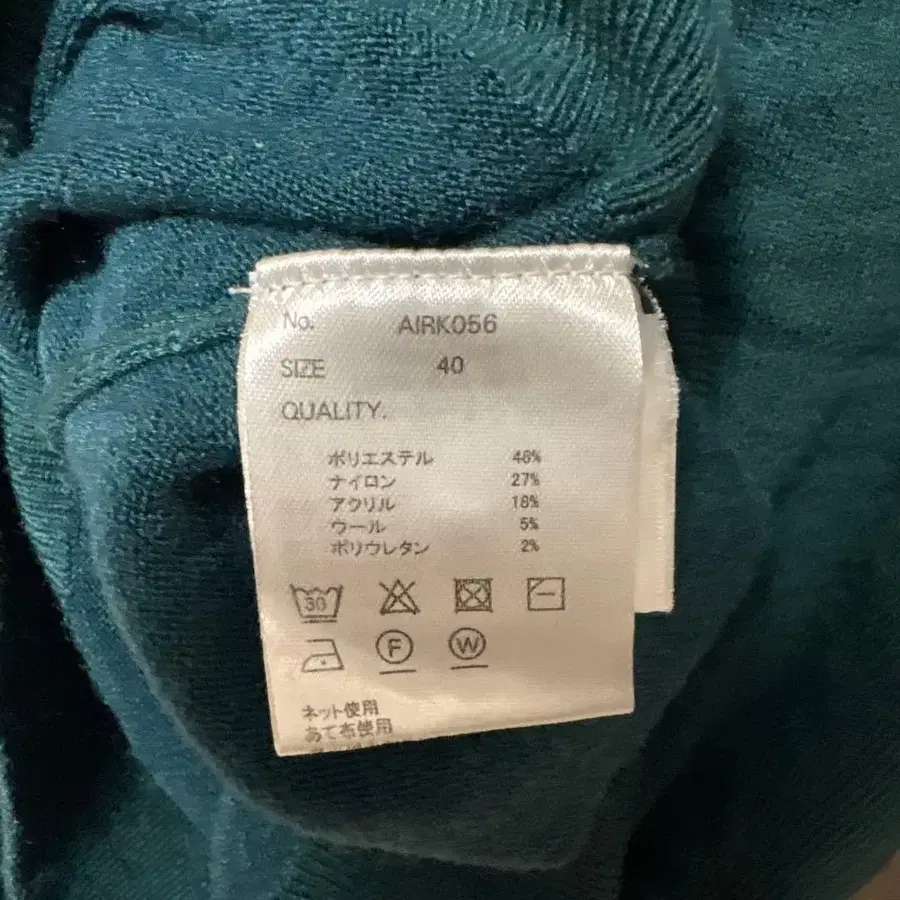 No. AIRK056
SIZE 40
QUALITY.
ポリエステル 48%
ナイロン 27%
アクリル 18%
ウール 5%
ポリウレタン 2%
30
F W
ネット使用
あて布使用